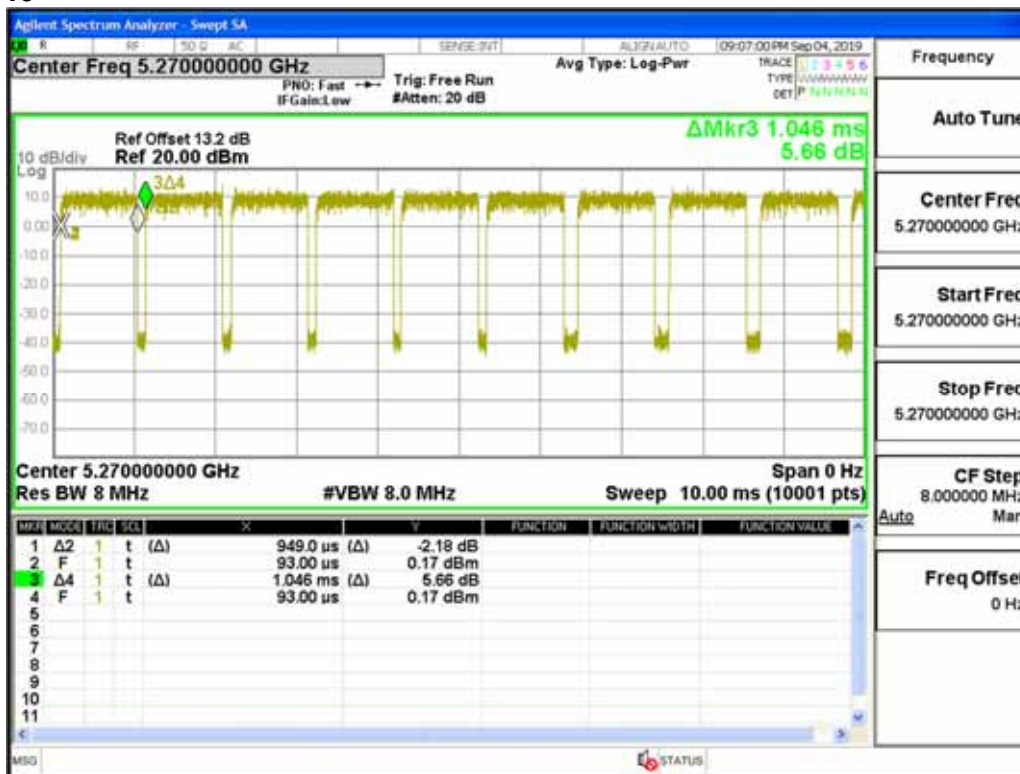 Agilent Spectrum Analyzer - Swept SA
R RF 50 Ω AC SENSE:INT ALIGN AUTO 09:07:00 PM Sep 04, 2019
Center Freq 5.270000000 GHz
PNO: Fast
IFGain:Low
Trig: Free Run
#Atten: 20 dB
Avg Type: Log-Pwr
TRACE 1 2 3 4 5 6
TYPE
DET P N N N N N
ΔMkr3 1.046 ms
5.66 dB
Ref Offset 13.2 dB
10 dB/div Ref 20.00 dBm
Log
3Δ4
10.0
0.00
-10.0
-20.0
-30.0
-40.0
-50.0
-60.0
-70.0
Center 5.270000000 GHz Span 0 Hz
Res BW 8 MHz #VBW 8.0 MHz Sweep 10.00 ms (10001 pts)
MKR MODE TRC SCL X Y FUNCTION FUNCTION WIDTH FUNCTION VALUE
1 Δ2 1 t (Δ) 949.0 µs (Δ) -2.18 dB
2 F 1 t 93.00 µs 0.17 dBm
3 Δ4 1 t (Δ) 1.046 ms (Δ) 5.66 dB
4 F 1 t 93.00 µs 0.17 dBm
5
6
7
8
9
10
11
MSG STATUS
Frequency
Auto Tune
Center Freq
5.270000000 GHz
Start Freq
5.270000000 GHz
Stop Freq
5.270000000 GHz
CF Step
8.000000 MHz
Auto Man
Freq Offset
0 Hz